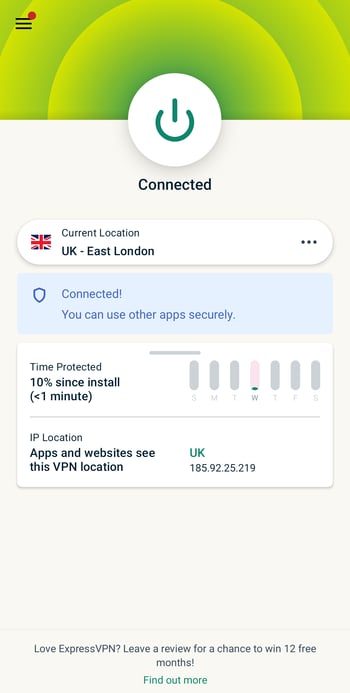 Connected
Current Location
UK - East London
Connected!
You can use other apps securely.
Time Protected
10% since install
(<1 minute)
S M T W T F S
IP Location
Apps and websites see
this VPN location
UK
185.92.25.219
Love ExpressVPN? Leave a review for a chance to win 12 free
months!
Find out more